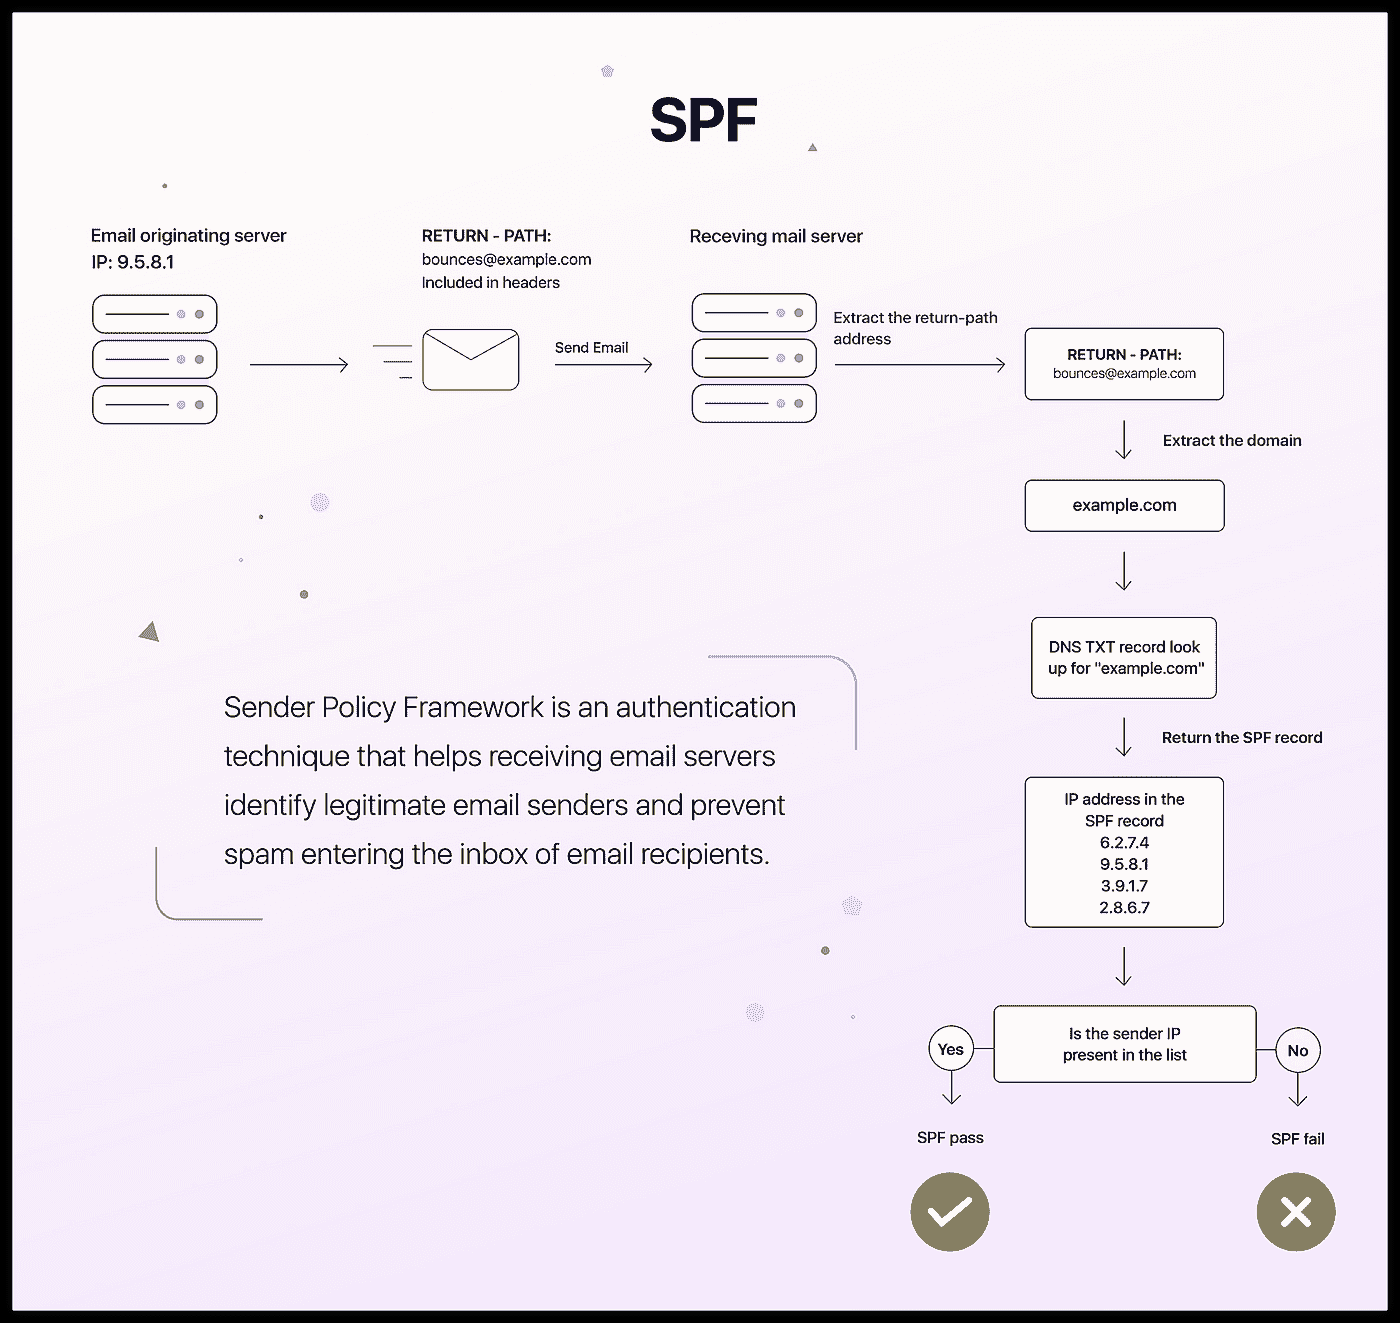 SPF
Email originating server
IP: 9.5.8.1
RETURN - PATH:
bounces@example.com
Included in headers
Send Email
Receving mail server
Extract the return-path
address
RETURN - PATH:
bounces@example.com
Extract the domain
example.com
DNS TXT record look
up for "example.com"
Return the SPF record
IP address in the
SPF record
6.2.7.4
9.5.8.1
3.9.1.7
2.8.6.7
Is the sender IP
present in the list
Yes
No
SPF pass
SPF fail
Sender Policy Framework is an authentication
technique that helps receiving email servers
identify legitimate email senders and prevent
spam entering the inbox of email recipients.